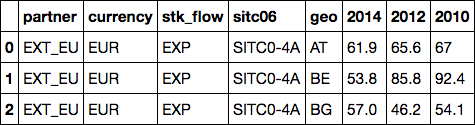 partner currency stk_flow sitc06 geo 2014 2012 2010
0 EXT_EU EUR EXP SITC0-4A AT 61.9 65.6 67
1 EXT_EU EUR EXP SITC0-4A BE 53.8 85.8 92.4
2 EXT_EU EUR EXP SITC0-4A BG 57.0 46.2 54.1